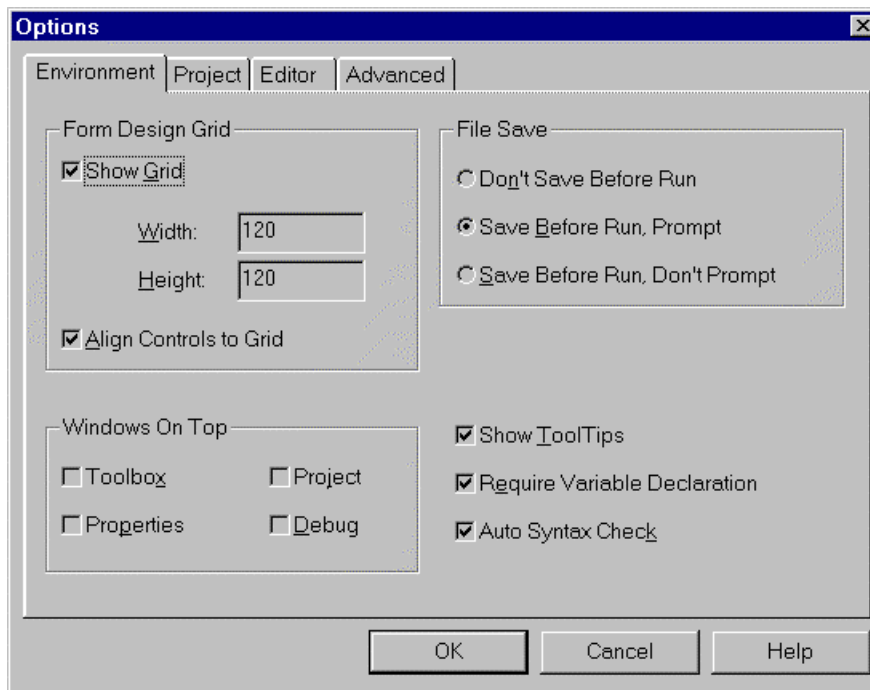 Options
Environment Project Editor Advanced
Form Design Grid
Show Grid
Width: 120
Height: 120
Align Controls to Grid
File Save
Don't Save Before Run
Save Before Run, Prompt
Save Before Run, Don't Prompt
Windows On Top
Toolbox Project
Properties Debug
Show ToolTips
Require Variable Declaration
Auto Syntax Check
OK Cancel Help